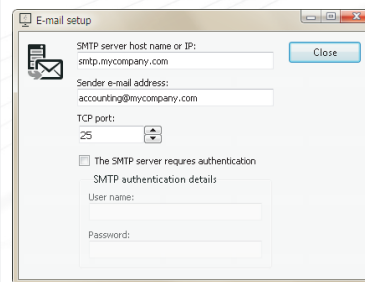 E-mail setup
SMTP server host name or IP:
Close
smtp.mycompany.com
Sender e-mail address:
accounting@mycompany.com
TCP port:
25
The SMTP server requres authentication
SMTP authentication details
User name:
Password: